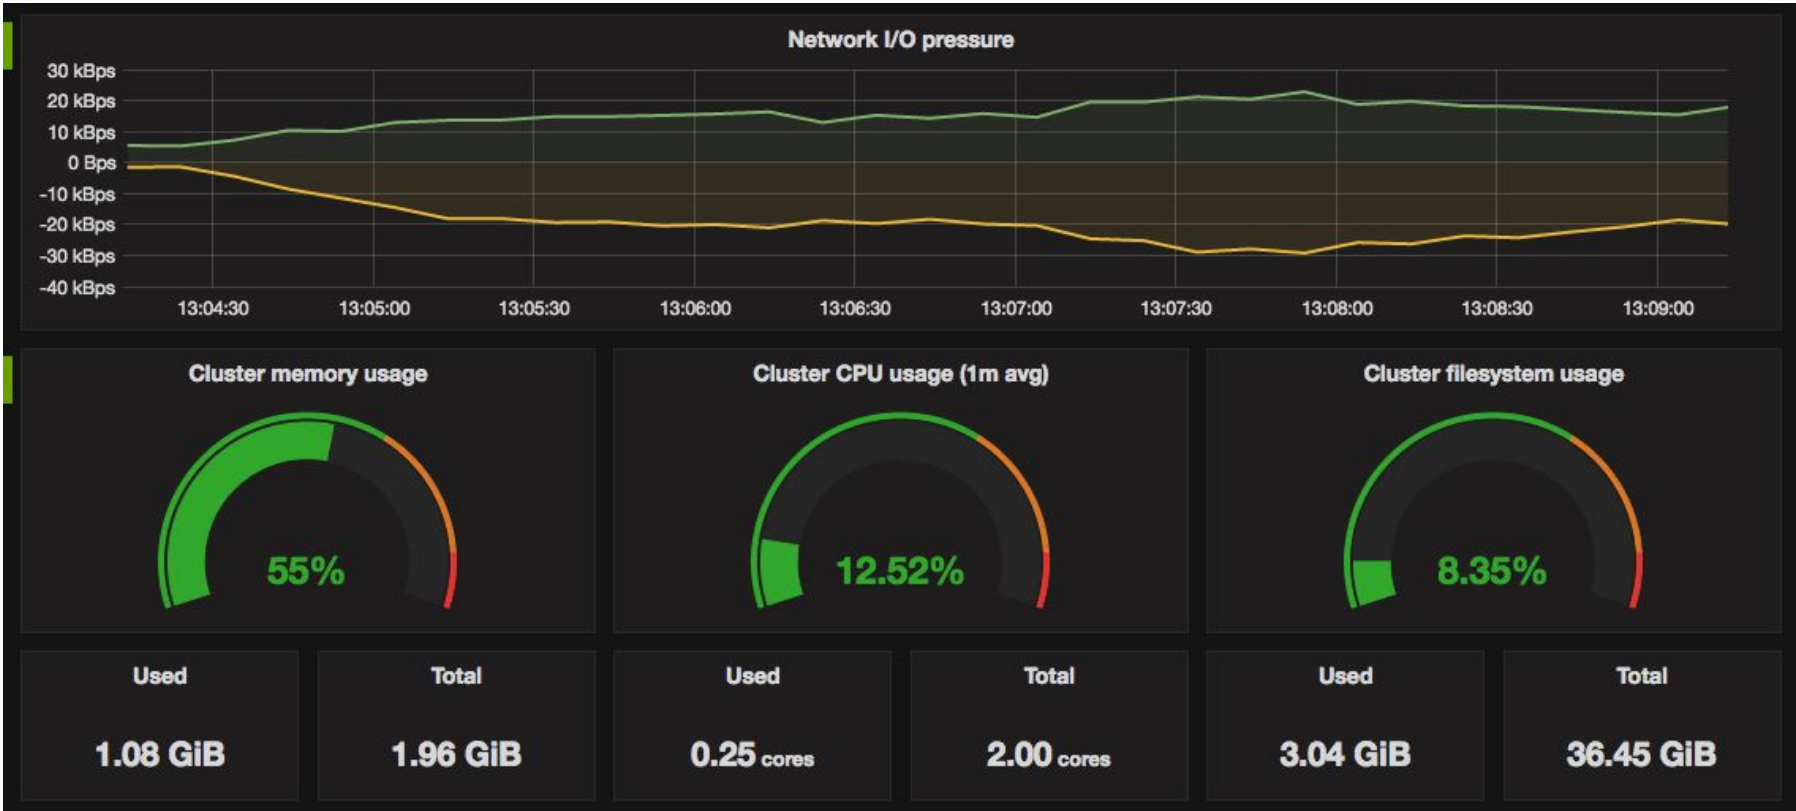 Network I/O pressure
30 kBps
20 kBps
10 kBps
0 Bps
-10 kBps
-20 kBps
-30 kBps
-40 kBps
13:04:30 13:05:00 13:05:30 13:06:00 13:06:30 13:07:00 13:07:30 13:08:00 13:08:30 13:09:00
Cluster memory usage
55%
Cluster CPU usage (1m avg)
12.52%
Cluster filesystem usage
8.35%
Used
1.08 GiB
Total
1.96 GiB
Used
0.25 cores
Total
2.00 cores
Used
3.04 GiB
Total
36.45 GiB